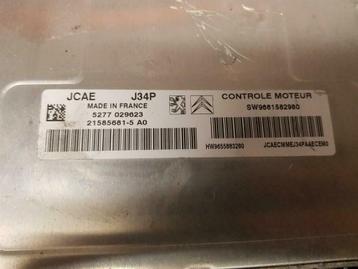 JCAE J34P
MADE IN FRANCE
5277 029623
21585681-5 A0
CONTROLE MOTEUR
SW9661582980
HW9655883280
JCAECMMEJ34PAAECEM0